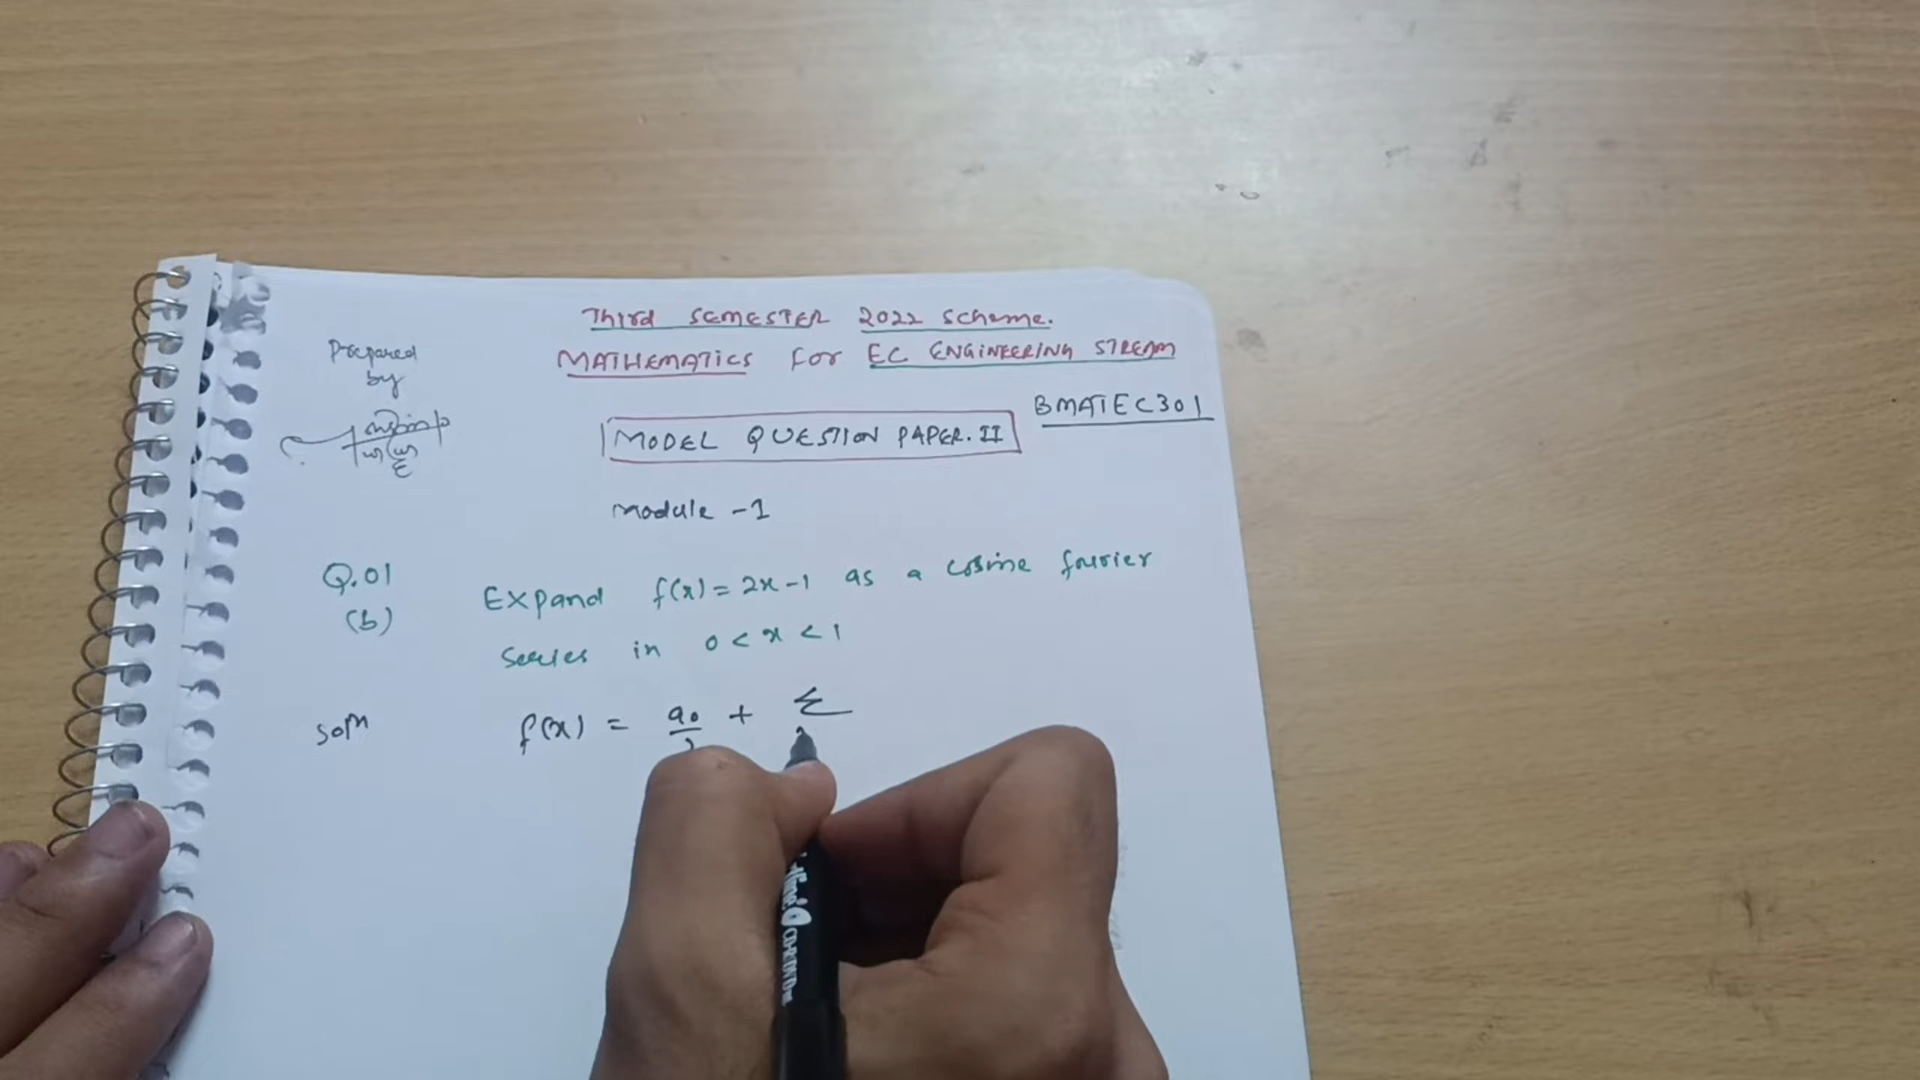 Third SEMESTER 2022 Scheme.
MATHEMATICS FOR EC ENGINEERING STREAM
Prepared
by
BMATEC301
MODEL QUESTION PAPER. II
Module -1
Q.01
(b)
Expand f(x) = 2x-1 as a cosine fourier
series in 0 < x < 1
Soln
f(x) = a0/2 + Σ